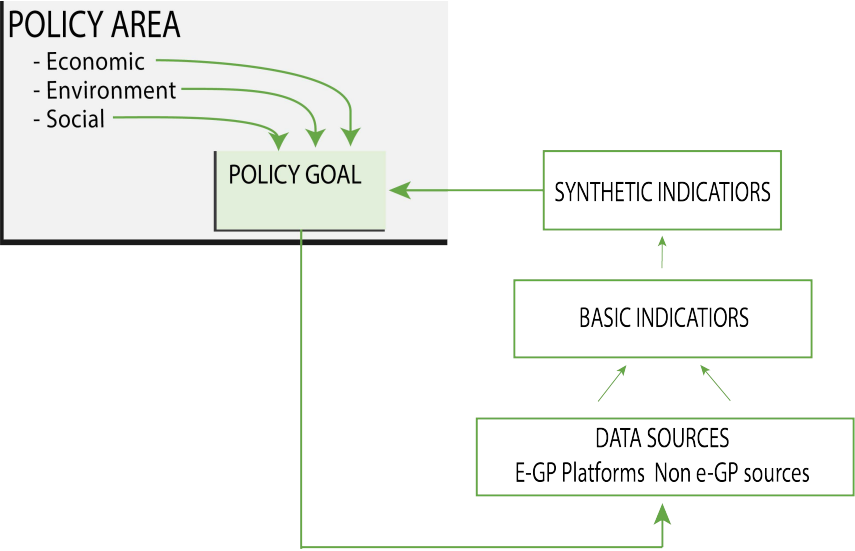 POLICY AREA
- Economic
- Environment
- Social
POLICY GOAL
SYNTHETIC INDICATIORS
BASIC INDICATIORS
DATA SOURCES
E-GP Platforms Non e-GP sources